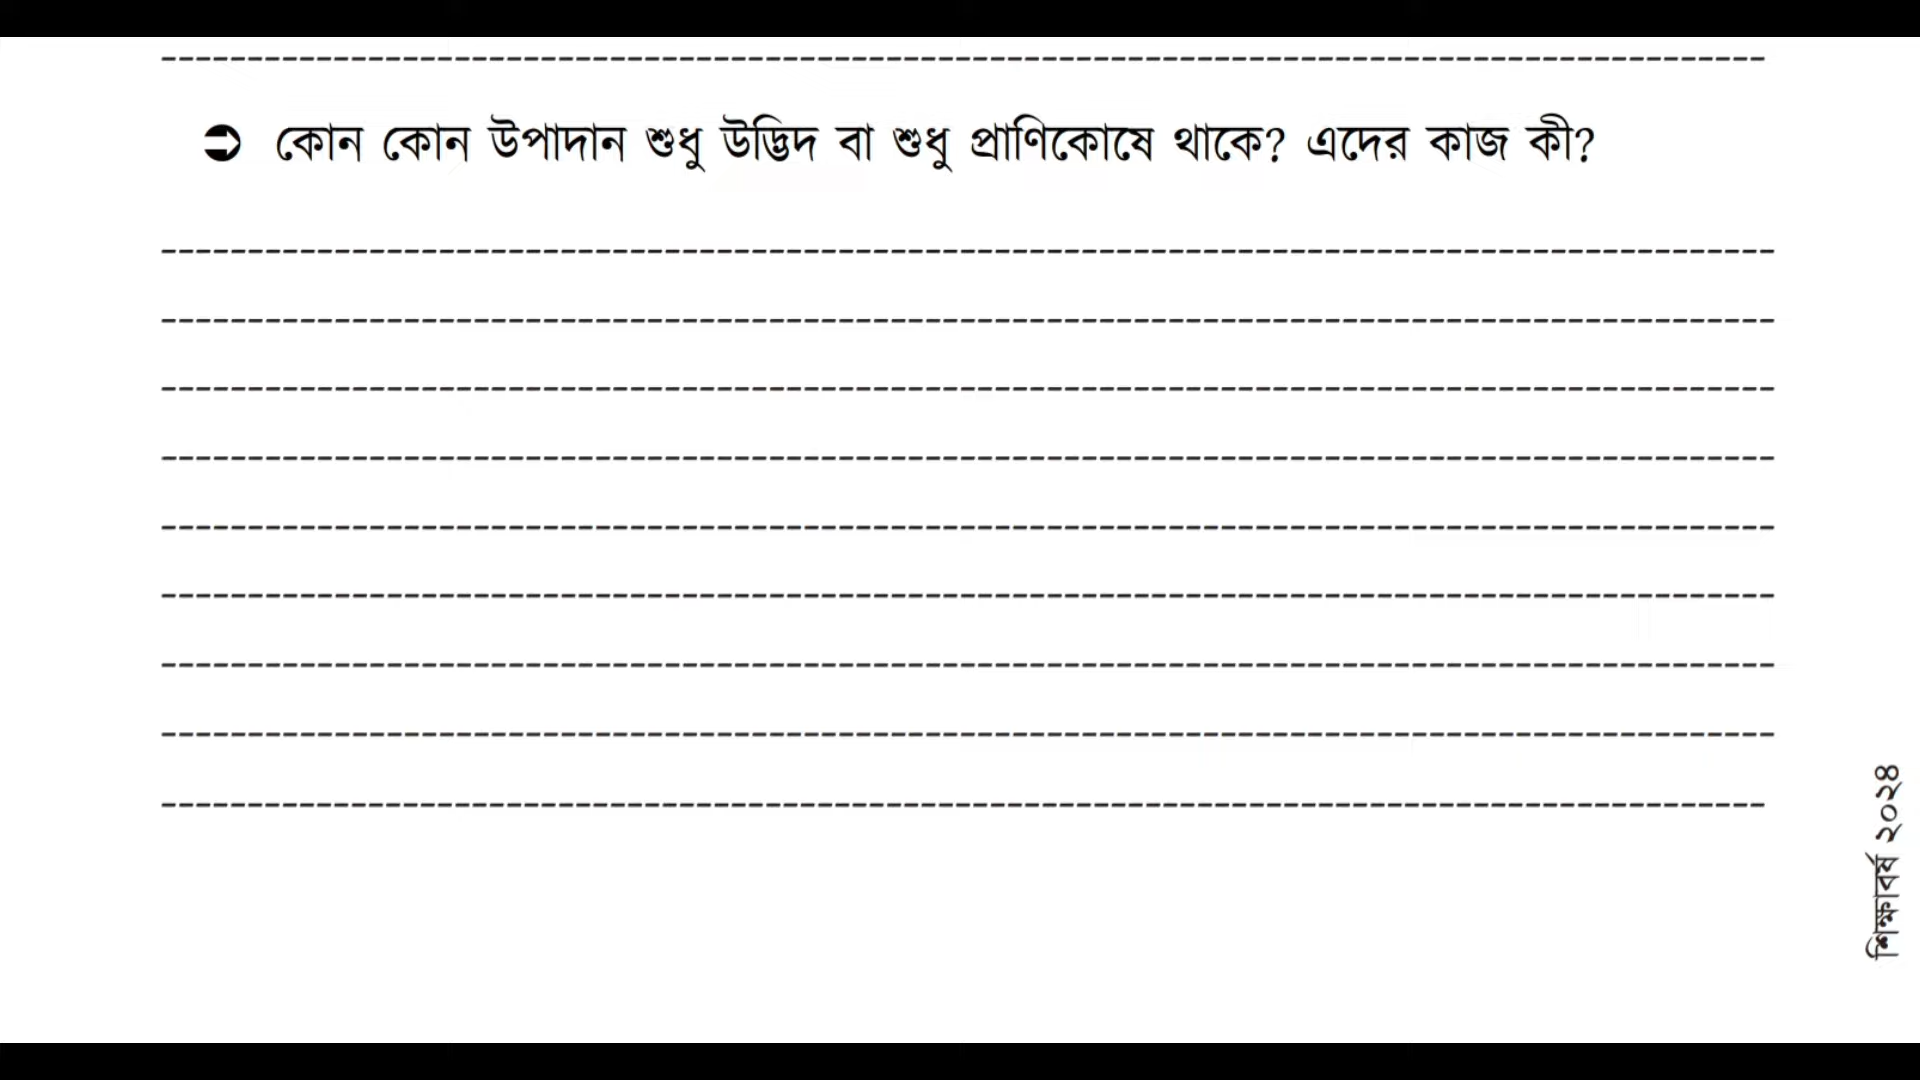 ➲ কোন কোন উপাদান শুধু উদ্ভিদ বা শুধু প্রাণিকোষে থাকে? এদের কাজ কী?
শিক্ষাবর্ষ ২০২৪